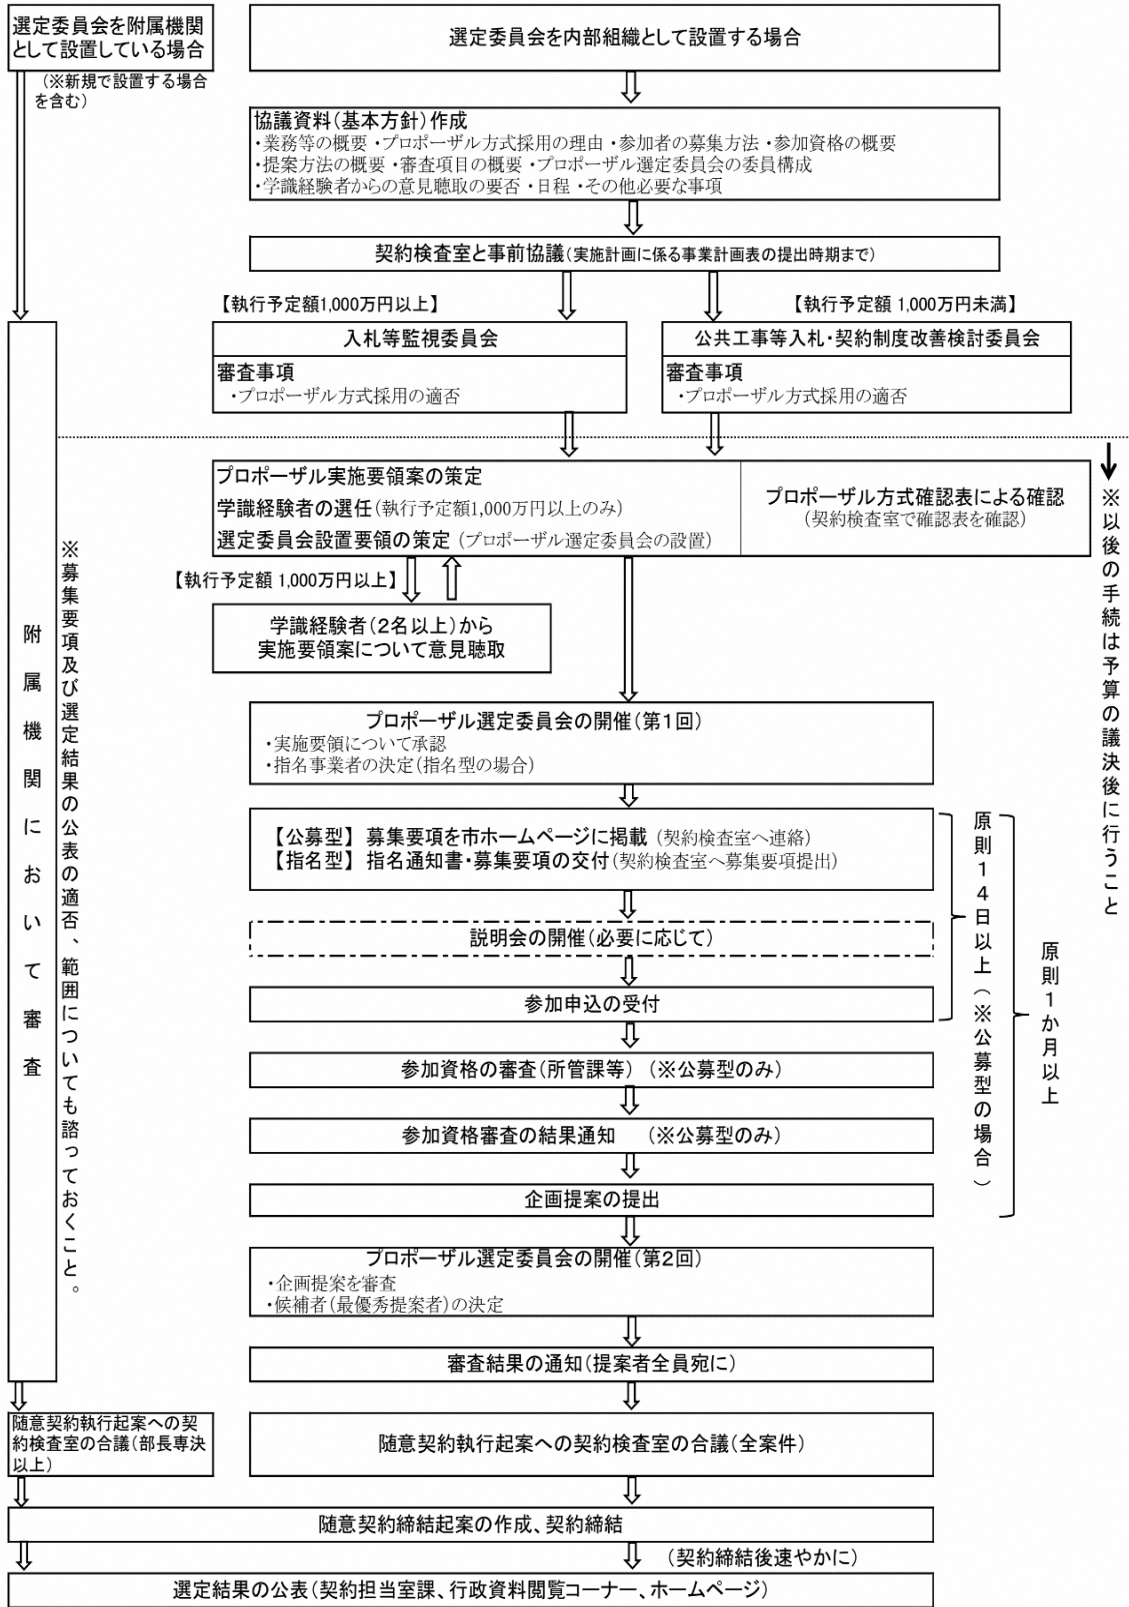 選定委員会を附属機関
として設置している場合
(※新規で設置する場合
を含む)
選定委員会を内部組織として設置する場合
協議資料(基本方針)作成
・業務等の概要 ・プロポーザル方式採用の理由 ・参加者の募集方法 ・参加資格の概要
・提案方法の概要 ・審査項目の概要 ・プロポーザル選定委員会の委員構成
・学識経験者からの意見聴取の要否 ・日程 ・その他必要な事項
契約検査室と事前協議(実施計画に係る事業計画表の提出時期まで)
【執行予定額1,000万円以上】
【執行予定額 1,000万円未満】
入札等監視委員会
審査事項
・プロポーザル方式採用の適否
公共工事等入札・契約制度改善検討委員会
審査事項
・プロポーザル方式採用の適否
プロポーザル実施要領案の策定
学識経験者の選任(執行予定額1,000万円以上のみ)
選定委員会設置要領の策定 (プロポーザル選定委員会の設置)
プロポーザル方式確認表による確認
(契約検査室で確認表を確認)
※以後の手続は予算の議決後に行うこと
【執行予定額 1,000万円以上】
学識経験者(2名以上)から
実施要領案について意見聴取
附属機関において審査
※募集要項及び選定結果の公表の適否、範囲についても諮っておくこと。
プロポーザル選定委員会の開催(第1回)
・実施要領について承認
・指名事業者の決定(指名型の場合)
【公募型】 募集要項を市ホームページに掲載 (契約検査室へ連絡)
【指名型】 指名通知書・募集要項の交付(契約検査室へ募集要項提出)
説明会の開催(必要に応じて)
参加申込の受付
原則14日以上(※公募型の場合)
原則1か月以上
参加資格の審査(所管課等) (※公募型のみ)
参加資格審査の結果通知 (※公募型のみ)
企画提案の提出
プロポーザル選定委員会の開催(第2回)
・企画提案を審査
・候補者(最優秀提案者)の決定
審査結果の通知(提案者全員宛に)
随意契約執行起案への契
約検査室の合議(部長専決
以上)
随意契約執行起案への契約検査室の合議(全案件)
随意契約締結起案の作成、契約締結
(契約締結後速やかに)
選定結果の公表(契約担当室課、行政資料閲覧コーナー、ホームページ)